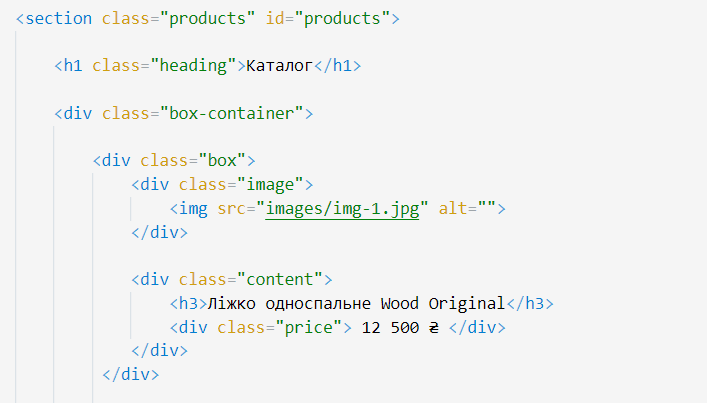 <section class="products" id="products">
<h1 class="heading">Каталог</h1>
<div class="box-container">
<div class="box">
<div class="image">
<img src="images/img-1.jpg" alt="">
</div>
<div class="content">
<h3>Ліжко односпальне Wood Original</h3>
<div class="price"> 12 500 ₴ </div>
</div>
</div>